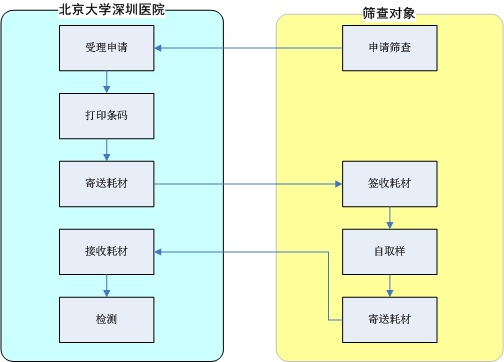 北京大学深圳医院
筛查对象
受理申请
申请筛查
打印条码
寄送耗材
签收耗材
接收耗材
自取样
检测
寄送耗材